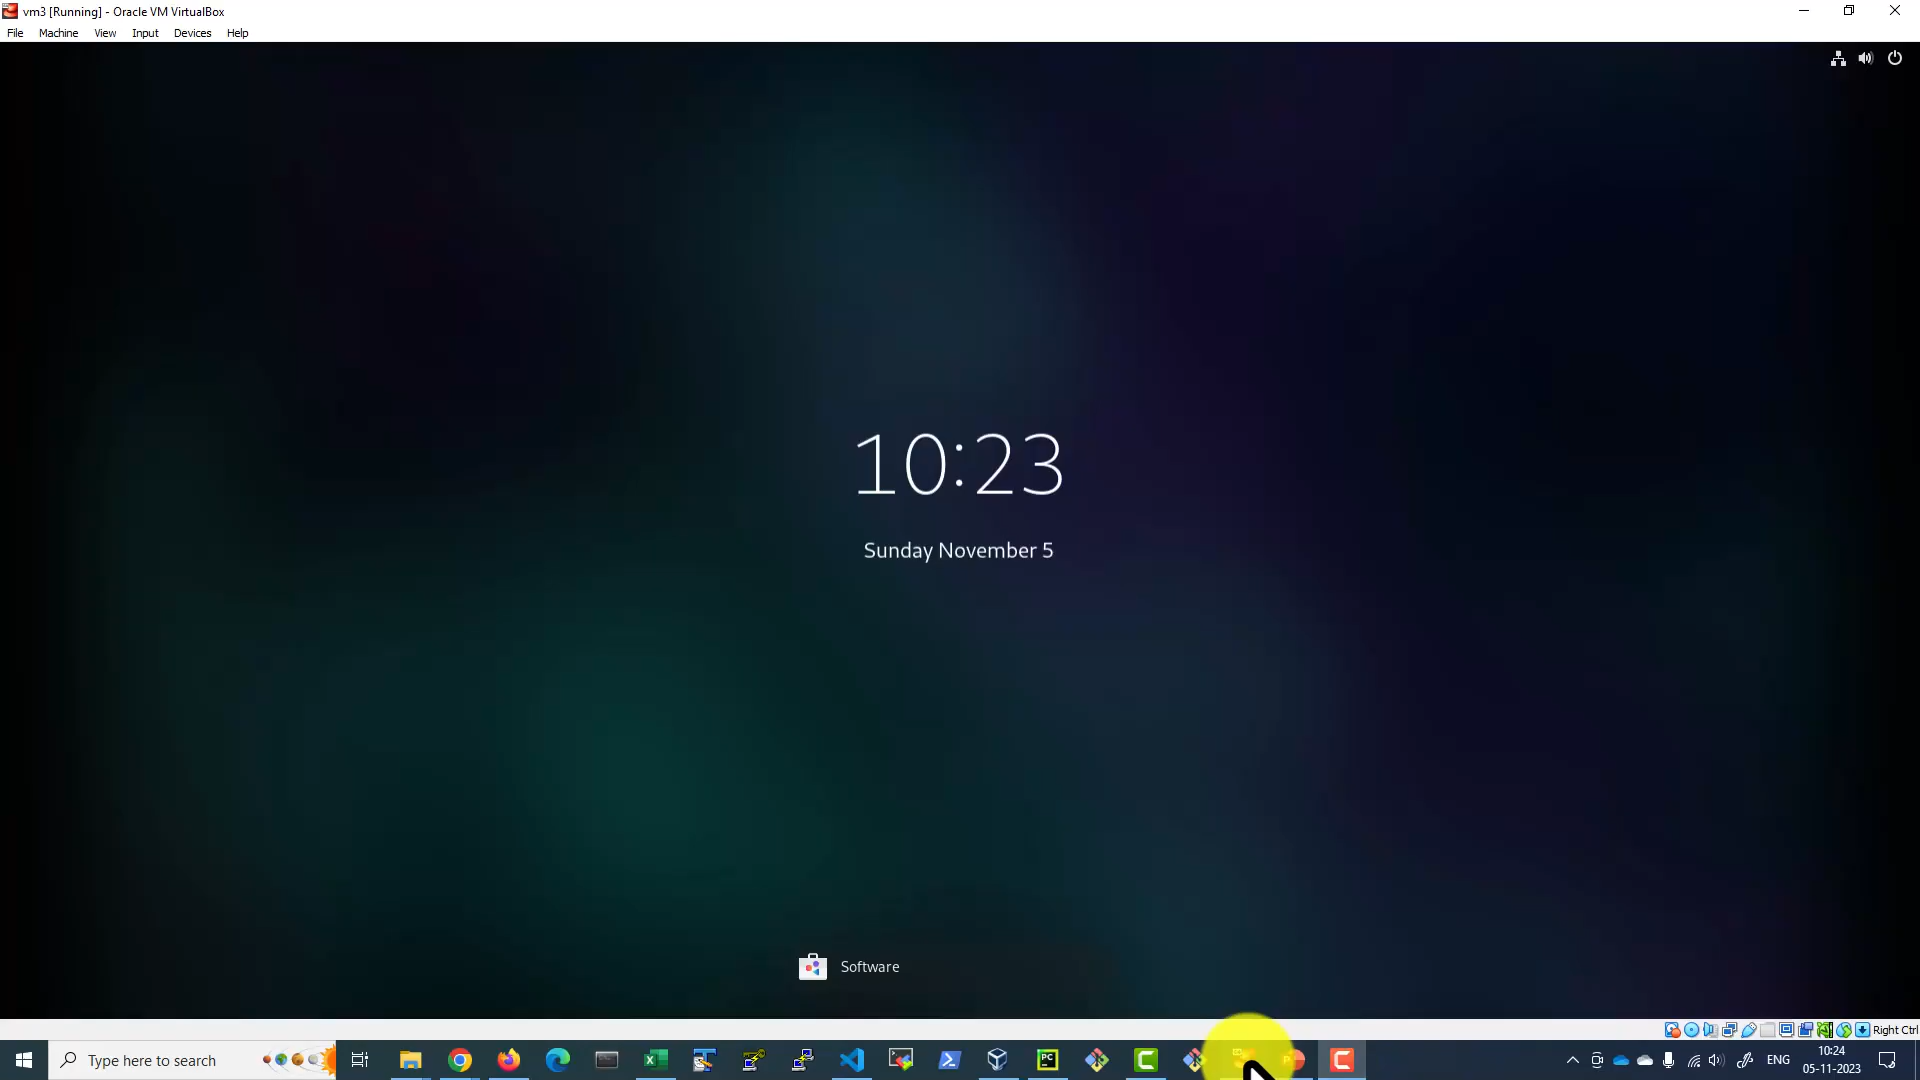 vm3 [Running] - Oracle VM VirtualBox
File Machine View Input Devices Help
10:23
Sunday November 5
Software
Right Ctrl
Type here to search
PC
ENG
10:24
05-11-2023